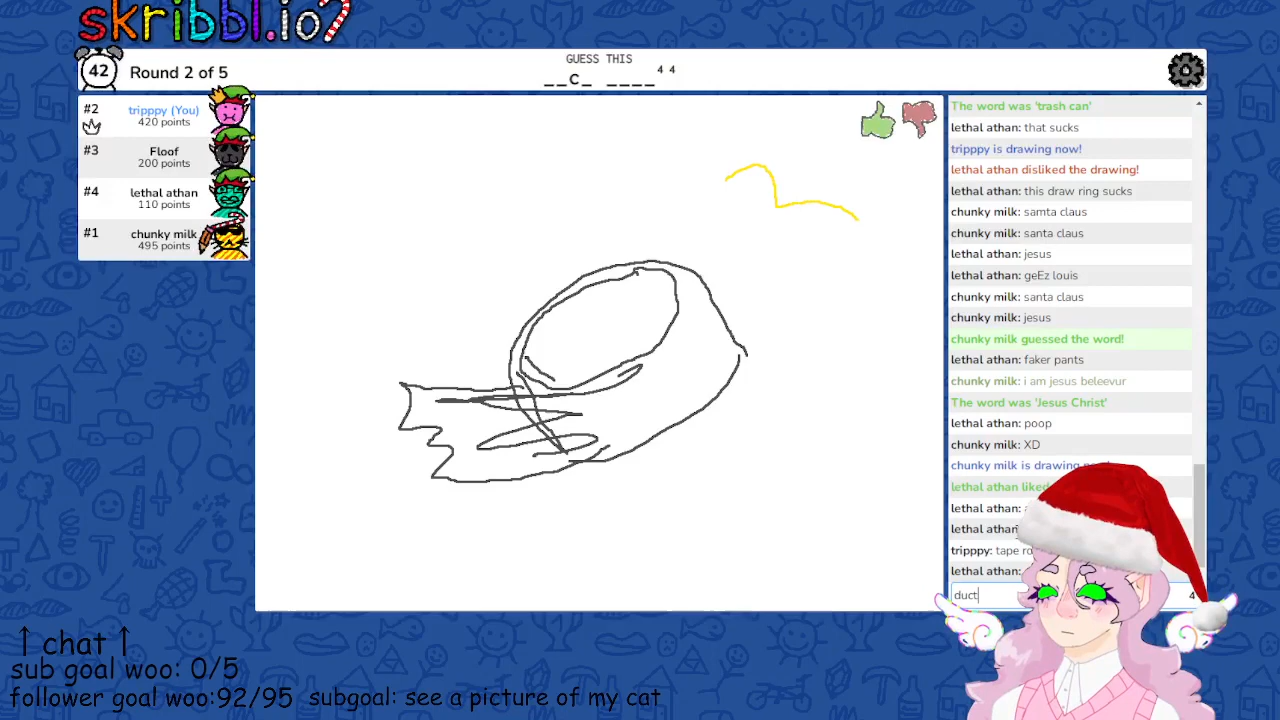 skribbl.io?
42
Round 2 of 5
GUESS THIS
__C_ ____ 4 4
#2 tripppy (You)
420 points
#3 Floof
200 points
#4 lethal athan
110 points
#1 chunky milk
495 points
The word was 'trash can'
lethal athan: that sucks
tripppy is drawing now!
lethal athan disliked the drawing!
lethal athan: this draw ring sucks
chunky milk: samta claus
chunky milk: santa claus
lethal athan: jesus
lethal athan: geEz louis
chunky milk: santa claus
chunky milk: jesus
chunky milk guessed the word!
lethal athan: faker pants
chunky milk: i am jesus beleevur
The word was 'Jesus Christ'
lethal athan: poop
chunky milk: XD
chunky milk is drawing
lethal athan liked
lethal athan:
lethal athan
tripppy: tape
lethal athan:
duct 4
↑ chat ↑
sub goal woo: 0/5
follower goal woo:92/95 subgoal: see a picture of my cat